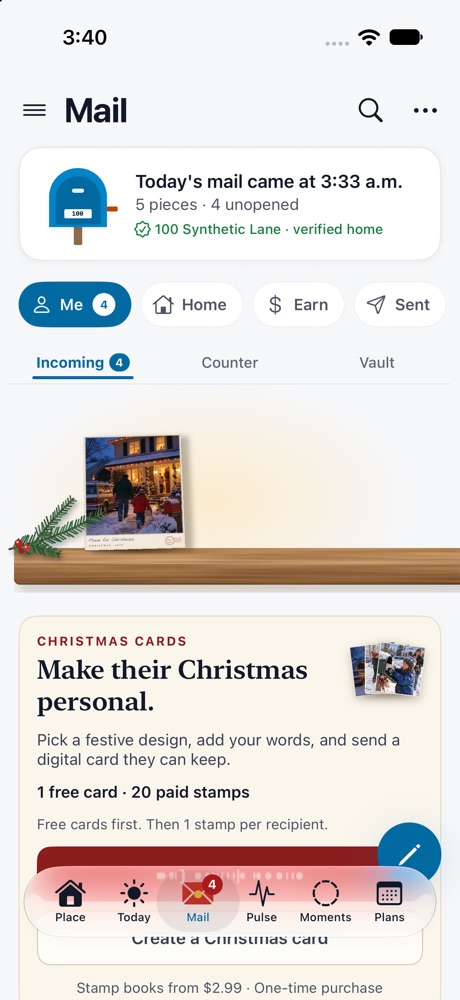 3:40
Mail
Today's mail came at 3:33 a.m.
5 pieces · 4 unopened
100
100 Synthetic Lane · verified home
Me 4
Home
Earn
Sent
Incoming 4
Counter
Vault
Home for Christmas
CHRISTMAS CARDS
Make their Christmas
personal.
Pick a festive design, add your words, and send a
digital card they can keep.
1 free card · 20 paid stamps
Free cards first. Then 1 stamp per recipient.
4
Place
Today
Mail
Pulse
Moments
Plans
Create a Christmas card
Stamp books from $2.99 · One-time purchase